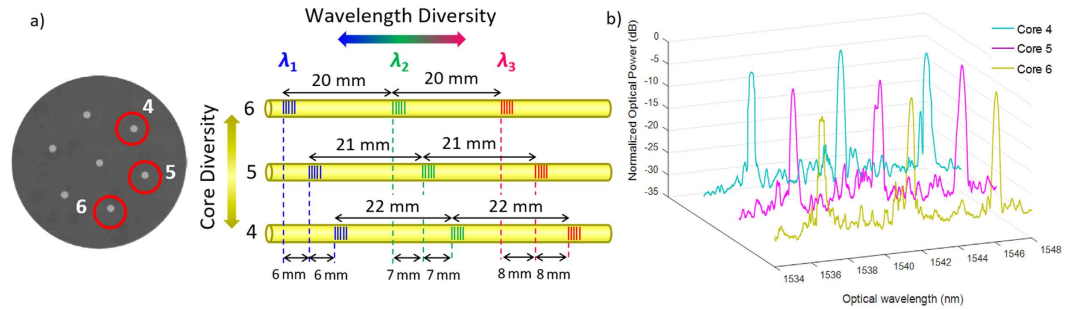 a)
4
5
6
Wavelength Diversity
λ1
λ2
λ3
20 mm
20 mm
6
21 mm
21 mm
5
22 mm
22 mm
4
Core Diversity
6 mm
6 mm
7 mm
7 mm
8 mm
8 mm
b)
Core 4
Core 5
Core 6
Normalized Optical Power (dB)
0
-5
-10
-15
-20
-25
-30
-35
1534
1536
1538
1540
1542
1544
1546
1548
Optical wavelength (nm)